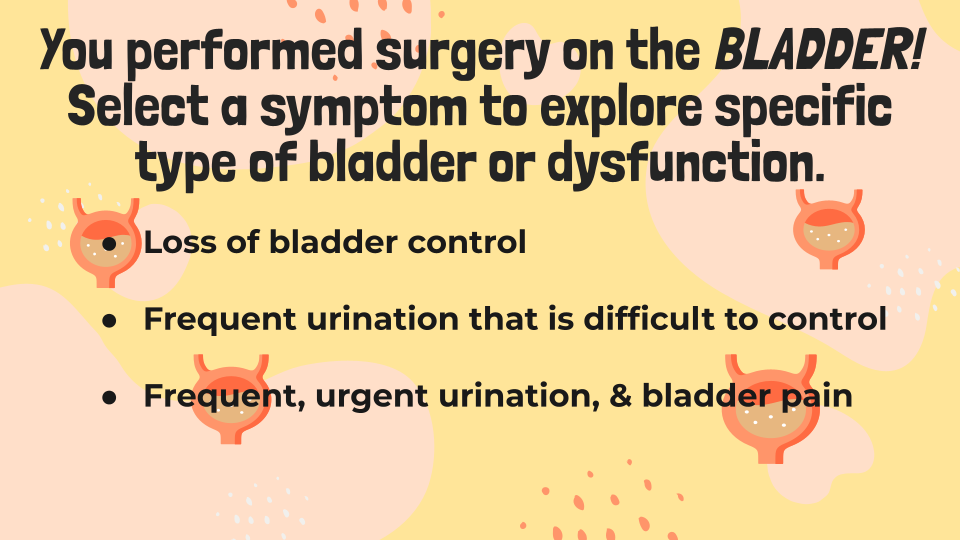 You performed surgery on the BLADDER!
Select a symptom to explore specific
type of bladder or dysfunction.
● Loss of bladder control
● Frequent urination that is difficult to control
● Frequent, urgent urination, & bladder pain